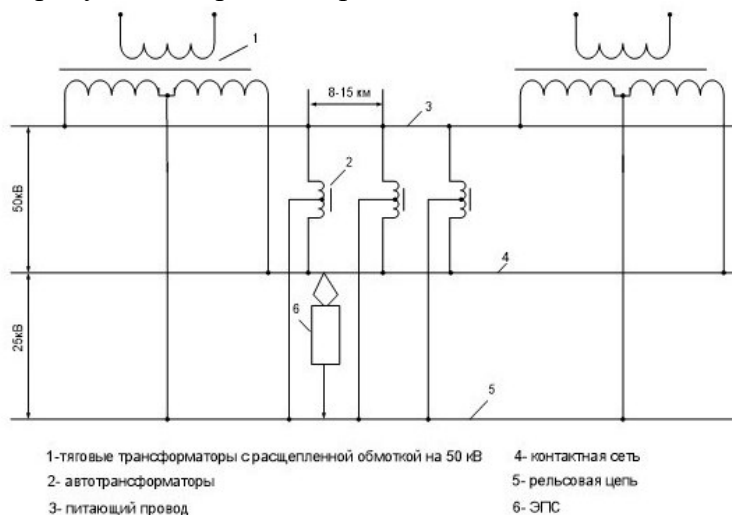 1
8-15 км
3
2
50кВ
4
6
25кВ
5
1-тяговые трансформаторы с расщепленной обмоткой на 50 кВ
4- контактная сеть
2- автотрансформаторы
5- рельсовая цепь
3- питающий провод
6- ЭПС